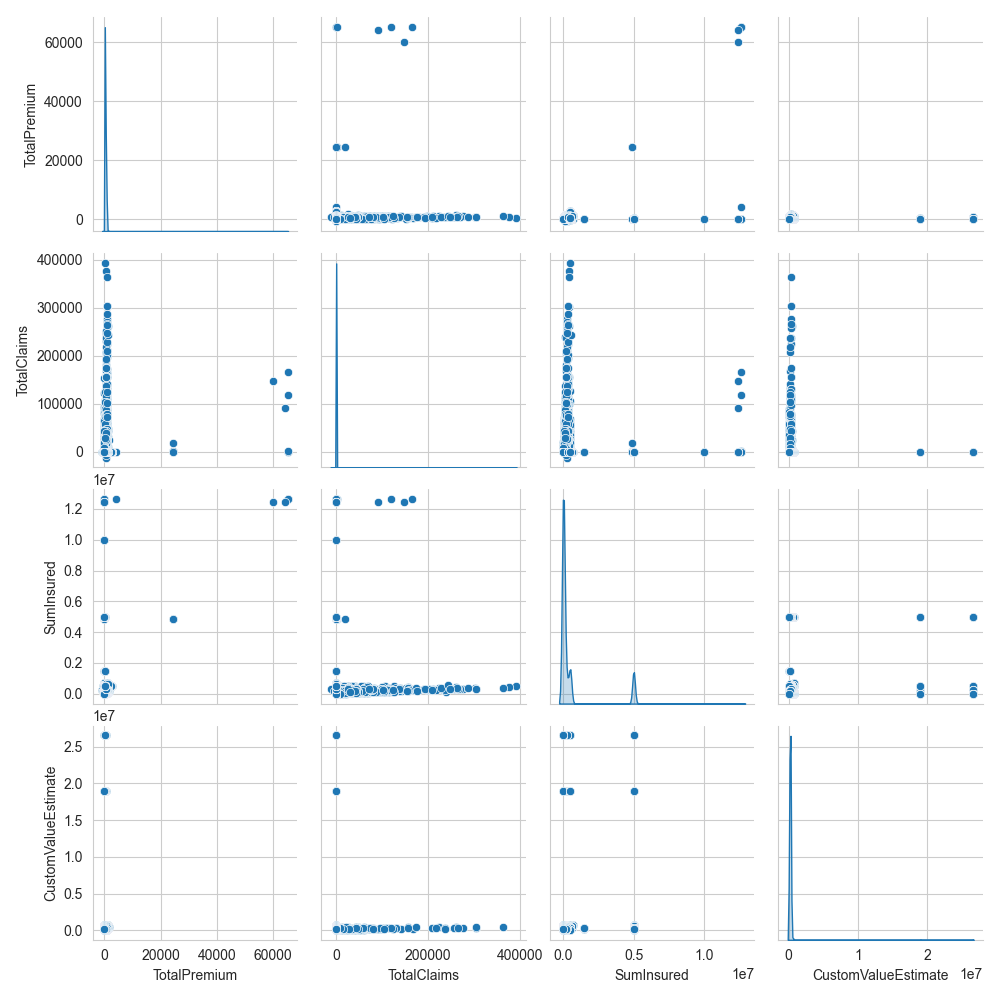 60000
40000
20000
0
TotalPremium
400000
300000
200000
100000
0
TotalClaims
1e7
1.2
1.0
0.8
0.6
0.4
0.2
0.0
SumInsured
1e7
2.5
2.0
1.5
1.0
0.5
0.0
CustomValueEstimate
0 20000 40000 60000
TotalPremium
0 200000 400000
TotalClaims
0.0 0.5 1.0
SumInsured 1e7
0 1 2
CustomValueEstimate 1e7